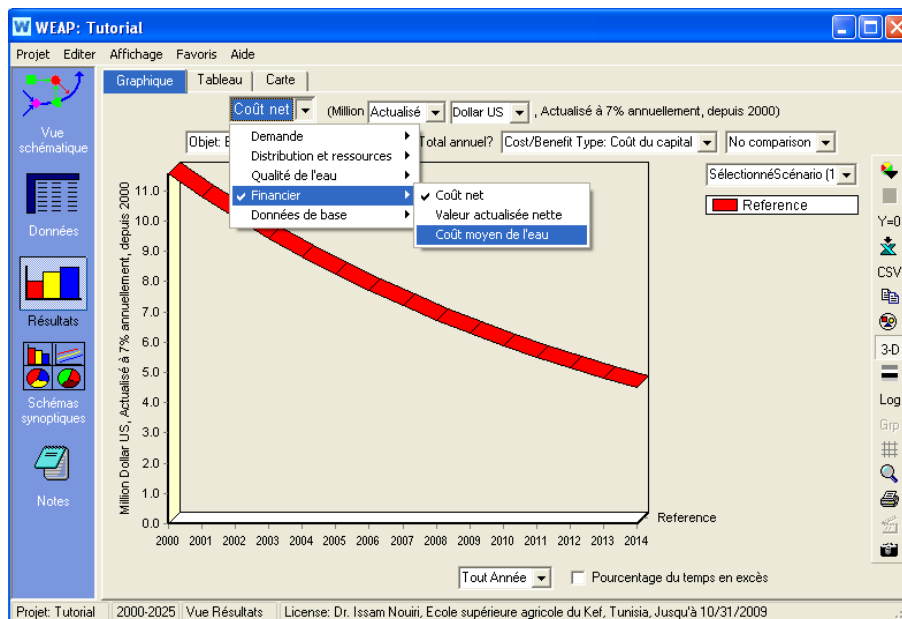 WEAP: Tutorial
Projet Editer Affichage Favoris Aide
Graphique Tableau Carte
Coût net (Million Actualisé Dollar US , Actualisé à 7% annuellement, depuis 2000)
Objet: Total annuel? Cost/Benefit Type: Coût du capital No comparison
Demande
Distribution et ressources
Qualité de l'eau
Financier
Données de base
Coût net
Valeur actualisée nette
Coût moyen de l'eau
SélectionnéScénario (1
Reference
Vue
schématique
Données
Résultats
Schémas
synoptiques
Notes
Million Dollar US, Actualisé à 7% annuellement, depuis 2000
11.0
10.0
9.0
8.0
7.0
6.0
5.0
4.0
3.0
2.0
1.0
0.0
2000 2001 2002 2003 2004 2005 2006 2007 2008 2009 2010 2011 2012 2013 2014
Reference
Y=0
CSV
3-D
Log
Grp
Tout Année Pourcentage du temps en excès
Projet: Tutorial 2000-2025 Vue Résultats License: Dr. Issam Nouiri, Ecole supérieure agricole du Kef, Tunisia, Jusqu'à 10/31/2009